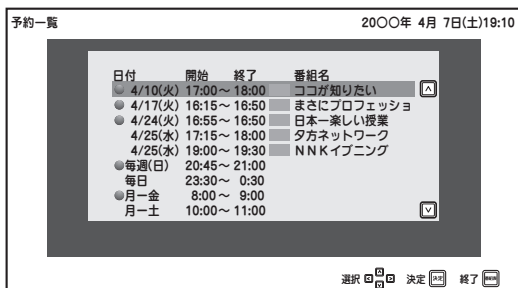 予約一覧 20○○年 4月 7日(土)19:10
日付 開始 終了 番組名
4/10(火) 17:00~ 18:00 ココが知りたい
4/17(火) 16:15~ 16:50 まさにプロフェッショ
4/24(火) 16:55~ 16:50 日本一楽しい授業
4/25(水) 17:15~ 18:00 夕方ネットワーク
4/25(水) 19:00~ 19:30 NNKイブニング
毎週(日) 20:45~ 21:00
毎日 23:30~ 0:30
月ー金 8:00~ 9:00
月ー土 10:00~ 11:00
選択 決定 決定 終了